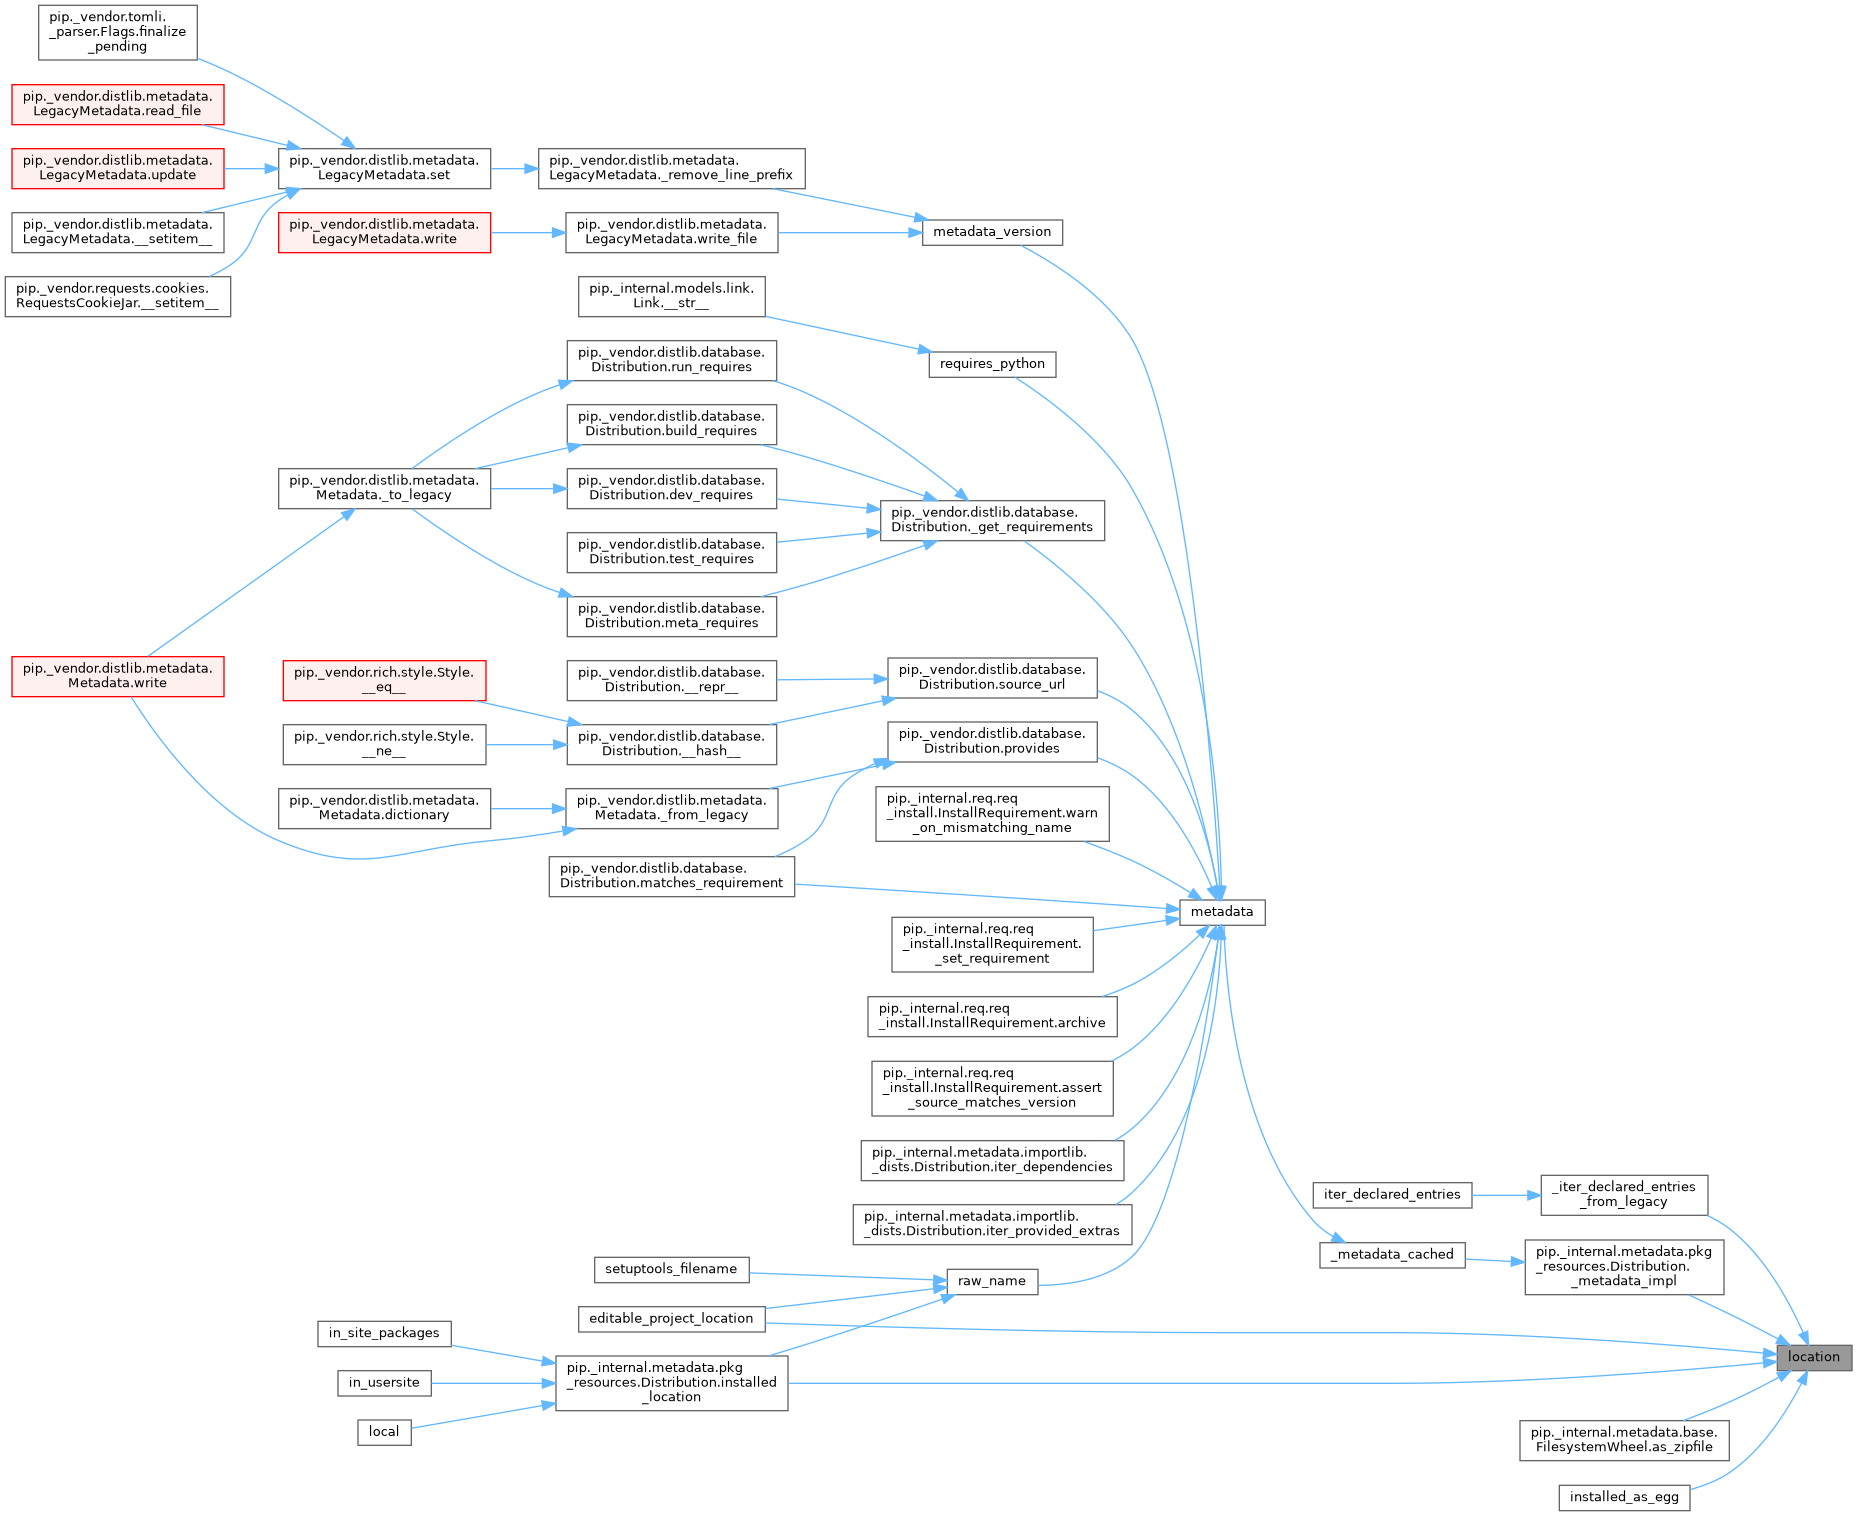 pip._vendor.tomli.
_parser.Flags.finalize
_pending
pip._vendor.distlib.metadata.
LegacyMetadata.read_file
pip._vendor.distlib.metadata.
LegacyMetadata.update
pip._vendor.distlib.metadata.
LegacyMetadata.__setitem__
pip._vendor.requests.cookies.
RequestsCookieJar.__setitem__
pip._vendor.distlib.metadata.
Metadata.write
pip._vendor.distlib.metadata.
LegacyMetadata.set
pip._vendor.distlib.metadata.
LegacyMetadata.write
pip._vendor.distlib.metadata.
Metadata._to_legacy
pip._vendor.rich.style.Style.
__eq__
pip._vendor.rich.style.Style.
__ne__
pip._vendor.distlib.metadata.
Metadata.dictionary
in_site_packages
in_usersite
local
pip._vendor.distlib.metadata.
LegacyMetadata._remove_line_prefix
pip._vendor.distlib.metadata.
LegacyMetadata.write_file
pip._internal.models.link.
Link.__str__
pip._vendor.distlib.database.
Distribution.run_requires
pip._vendor.distlib.database.
Distribution.build_requires
pip._vendor.distlib.database.
Distribution.dev_requires
pip._vendor.distlib.database.
Distribution.test_requires
pip._vendor.distlib.database.
Distribution.meta_requires
pip._vendor.distlib.database.
Distribution.__repr__
pip._vendor.distlib.database.
Distribution.__hash__
pip._vendor.distlib.metadata.
Metadata._from_legacy
pip._vendor.distlib.database.
Distribution.matches_requirement
setuptools_filename
editable_project_location
pip._internal.metadata.pkg
_resources.Distribution.installed
_location
metadata_version
requires_python
pip._vendor.distlib.database.
Distribution._get_requirements
pip._vendor.distlib.database.
Distribution.source_url
pip._vendor.distlib.database.
Distribution.provides
pip._internal.req.req
_install.InstallRequirement.warn
_on_mismatching_name
pip._internal.req.req
_install.InstallRequirement.
_set_requirement
pip._internal.req.req
_install.InstallRequirement.archive
pip._internal.req.req
_install.InstallRequirement.assert
_source_matches_version
pip._internal.metadata.importlib.
_dists.Distribution.iter_dependencies
pip._internal.metadata.importlib.
_dists.Distribution.iter_provided_extras
raw_name
metadata
iter_declared_entries
_metadata_cached
_iter_declared_entries
_from_legacy
pip._internal.metadata.pkg
_resources.Distribution.
_metadata_impl
pip._internal.metadata.base.
FilesystemWheel.as_zipfile
installed_as_egg
location